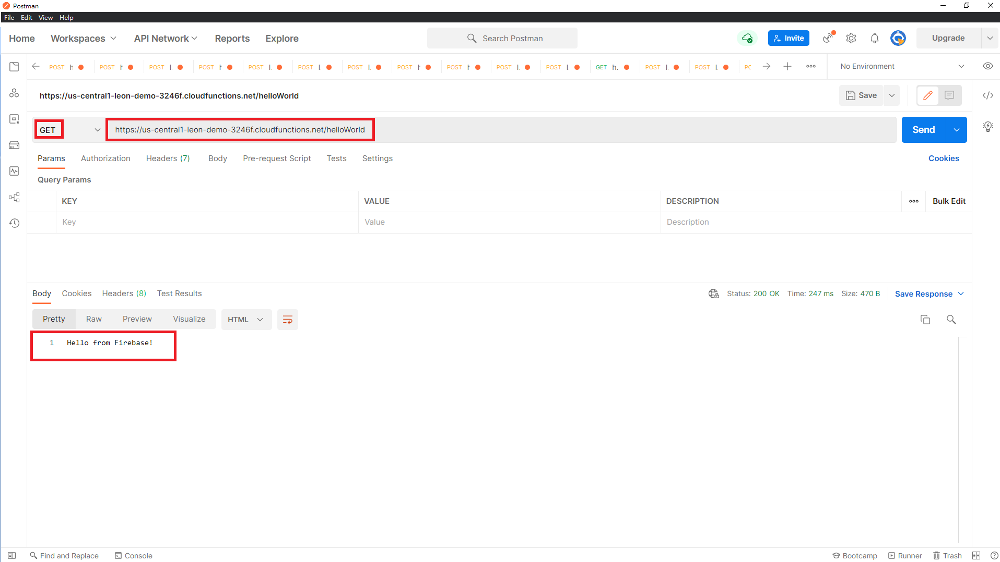 Postman
File Edit View Help
Home Workspaces API Network Reports Explore Search Postman Invite Upgrade
POST h POST h POST l. POST h POST l. POST l. POST l. POST h POST h POST l. POST l. GET h. POST l. POST l. PC No Environment
https://us-central1-leon-demo-3246f.cloudfunctions.net/helloWorld Save
GET https://us-central1-leon-demo-3246f.cloudfunctions.net/helloWorld Send
Params Authorization Headers (7) Body Pre-request Script Tests Settings Cookies
Query Params
KEY VALUE DESCRIPTION Bulk Edit
Key Value Description
Body Cookies Headers (8) Test Results Status: 200 OK Time: 247 ms Size: 470 B Save Response
Pretty Raw Preview Visualize HTML
1 Hello from Firebase!
Find and Replace Console Bootcamp Runner Trash